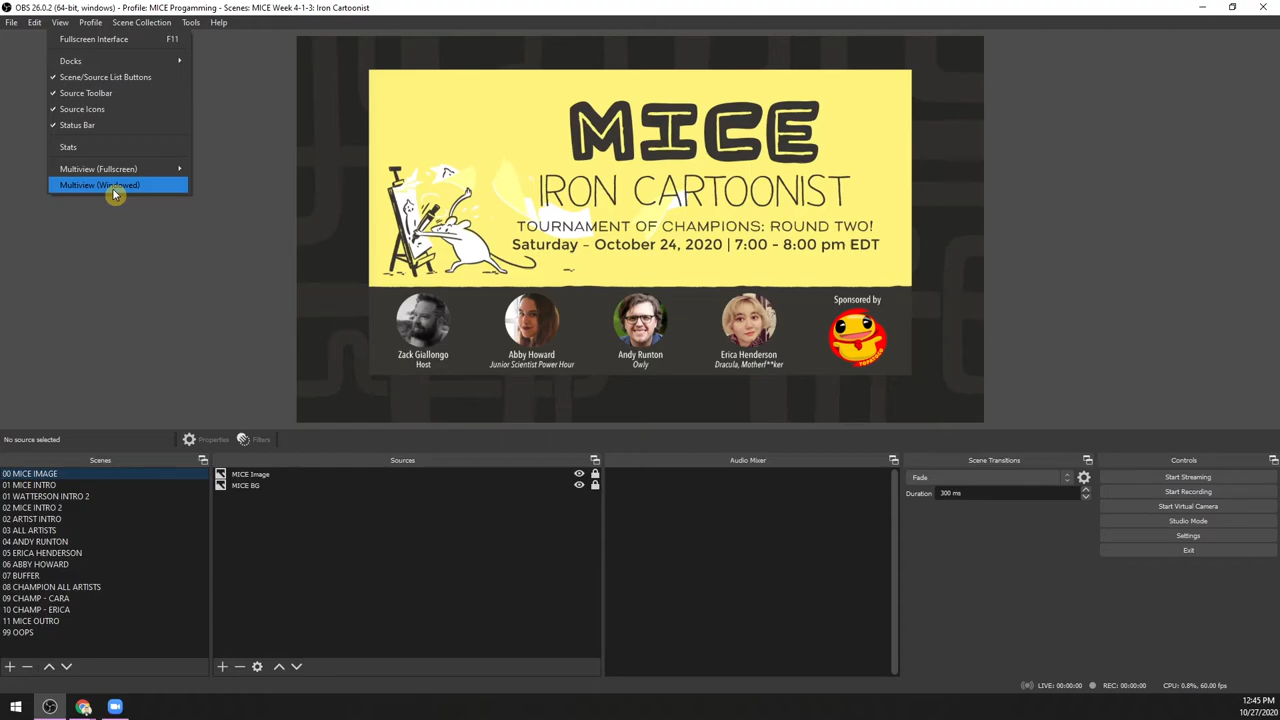 OBS 26.0.2 (64-bit, windows) - Profile: MICE Progamming - Scenes: MICE Week 4-1-3: Iron Cartoonist
File Edit View Profile Scene Collection Tools Help
Fullscreen Interface F11
Docks
Scene/Source List Buttons
Source Toolbar
Source Icons
Status Bar
Stats
Multiview (Fullscreen)
Multiview (Windowed)
MICE
IRON CARTOONIST
TOURNAMENT OF CHAMPIONS: ROUND TWO!
Saturday – October 24, 2020 | 7:00 - 8:00 pm EDT
Zack Giallongo
Host
Abby Howard
Junior Scientist Power Hour
Andy Runton
Owly
Erica Henderson
Dracula, Motherf**ker
Sponsored by
TOPATOCO
No source selected
Properties
Filters
Scenes
00 MICE IMAGE
01 MICE INTRO
01 WATTERSON INTRO 2
02 MICE INTRO 2
02 ARTIST INTRO
03 ALL ARTISTS
04 ANDY RUNTON
05 ERICA HENDERSON
06 ABBY HOWARD
07 BUFFER
08 CHAMPION ALL ARTISTS
09 CHAMP - CARA
10 CHAMP - ERICA
11 MICE OUTRO
99 OOPS
Sources
MICE Image
MICE BG
Audio Mixer
Scene Transitions
Fade
Duration 300 ms
Controls
Start Streaming
Start Recording
Start Virtual Camera
Studio Mode
Settings
Exit
LIVE: 00:00:00 REC: 00:00:00 CPU: 0.8%, 60.00 fps
12:45 PM
10/27/2020